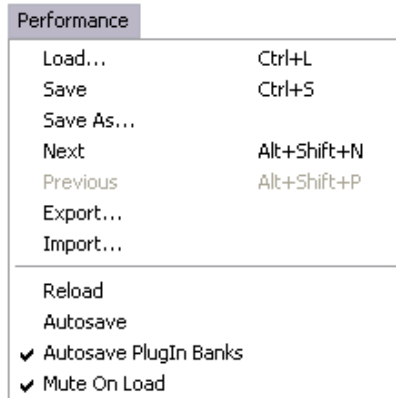 Performance
Load... Ctrl+L
Save Ctrl+S
Save As...
Next Alt+Shift+N
Previous Alt+Shift+P
Export...
Import...
Reload
Autosave
Autosave PlugIn Banks
Mute On Load